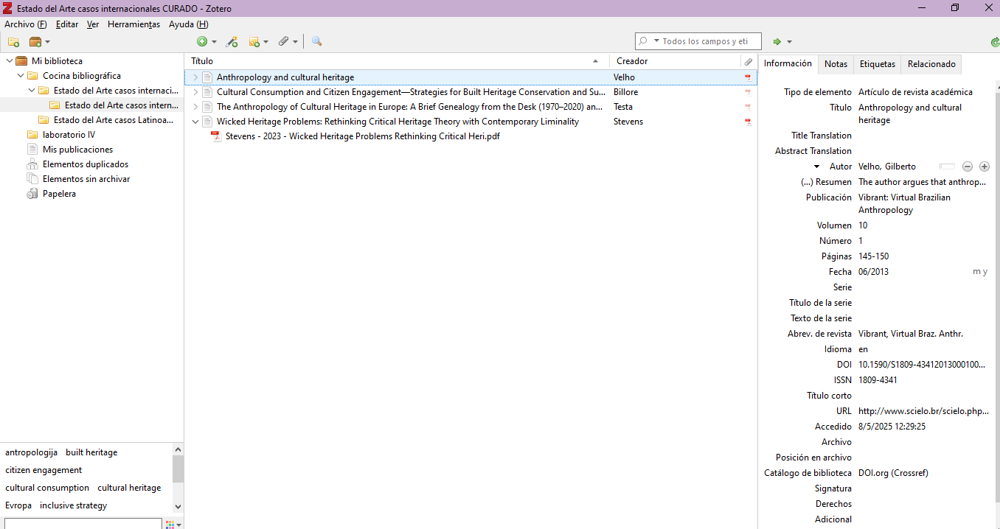 Estado del Arte casos internacionales CURADO - Zotero
Archivo (F) Editar Ver Herramientas Ayuda (H)
Todos los campos y eti
Mi biblioteca
Cocina bibliográfica
Estado del Arte casos internaci...
Estado del Arte casos intern...
Estado del Arte casos Latinoa...
laboratorio IV
Mis publicaciones
Elementos duplicados
Elementos sin archivar
Papelera
antropologija built heritage
citizen engagement
cultural consumption cultural heritage
Evropa inclusive strategy
Título Creador
Anthropology and cultural heritage Velho
Cultural Consumption and Citizen Engagement—Strategies for Built Heritage Conservation and Su... Billore
The Anthropology of Cultural Heritage in Europe: A Brief Genealogy from the Desk (1970–2020) an... Testa
Wicked Heritage Problems: Rethinking Critical Heritage Theory with Contemporary Liminality Stevens
Stevens - 2023 - Wicked Heritage Problems Rethinking Critical Heri.pdf
Información Notas Etiquetas Relacionado
Tipo de elemento Artículo de revista académica
Título Anthropology and cultural
heritage
Title Translation
Abstract Translation
Autor Velho, Gilberto
(...) Resumen The author argues that anthrop...
Publicación Vibrant: Virtual Brazilian
Anthropology
Volumen 10
Número 1
Páginas 145-150
Fecha 06/2013 m y
Serie
Título de la serie
Texto de la serie
Abrev. de revista Vibrant, Virtual Braz. Anthr.
Idioma en
DOI 10.1590/S1809-43412013000100...
ISSN 1809-4341
Título corto
URL http://www.scielo.br/scielo.php...
Accedido 8/5/2025 12:29:25
Archivo
Posición en archivo
Catálogo de biblioteca DOI.org (Crossref)
Signatura
Derechos
Adicional